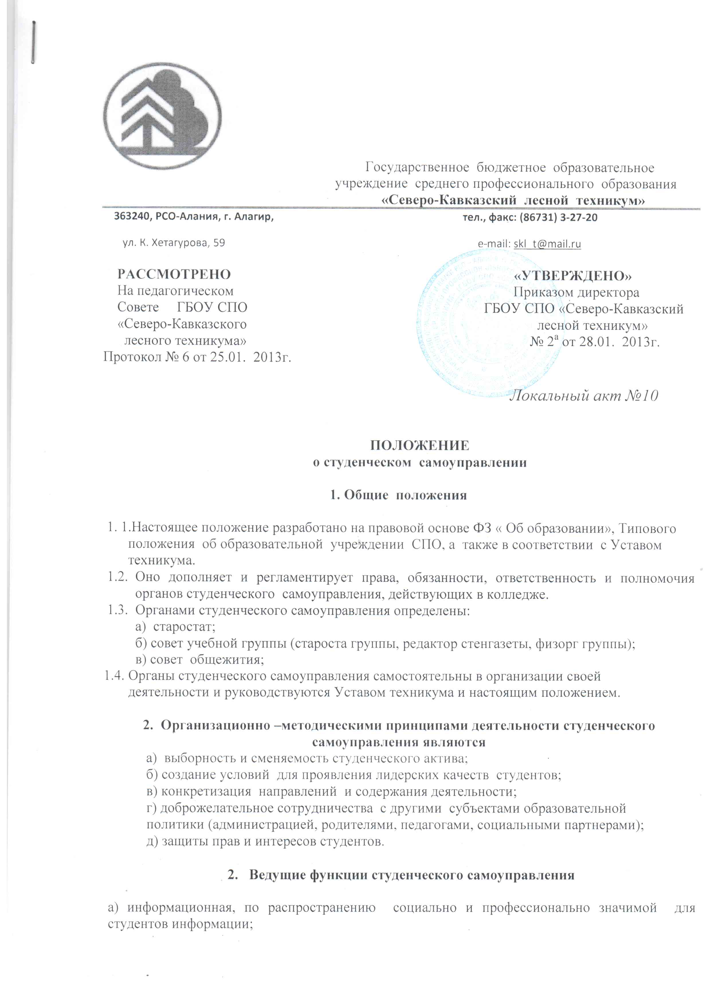 Государственное бюджетное образовательное
учреждение среднего профессионального образования
«Северо-Кавказский лесной техникум»
363240, РСО-Алания, г. Алагир,
тел., факс: (86731) 3-27-20
ул. К. Хетагурова, 59
e-mail: skl_t@mail.ru
РАССМОТРЕНО
На педагогическом
Совете ГБОУ СПО
«Северо-Кавказского
лесного техникума»
Протокол № 6 от 25.01. 2013г.
«УТВЕРЖДЕНО»
Приказом директора
ГБОУ СПО «Северо-Кавказский
лесной техникум»
№ 2а от 28.01. 2013г.
Локальный акт №10
ПОЛОЖЕНИЕ
о студенческом самоуправлении
1. Общие положения
1. 1.Настоящее положение разработано на правовой основе ФЗ « Об образовании», Типового
положения об образовательной учреждении СПО, а также в соответствии с Уставом
техникума.
1.2. Оно дополняет и регламентирует права, обязанности, ответственность и полномочия
органов студенческого самоуправления, действующих в колледже.
1.3. Органами студенческого самоуправления определены:
а) старостат;
б) совет учебной группы (староста группы, редактор стенгазеты, физорг группы);
в) совет общежития;
1.4. Органы студенческого самоуправления самостоятельны в организации своей
деятельности и руководствуются Уставом техникума и настоящим положением.
2. Организационно –методическими принципами деятельности студенческого
самоуправления являются
а) выборность и сменяемость студенческого актива;
б) создание условий для проявления лидерских качеств студентов;
в) конкретизация направлений и содержания деятельности;
г) доброжелательное сотрудничества с другими субъектами образовательной
политики (администрацией, родителями, педагогами, социальными партнерами);
д) защиты прав и интересов студентов.
2. Ведущие функции студенческого самоуправления
а) информационная, по распространению социально и профессионально значимой для
студентов информации;